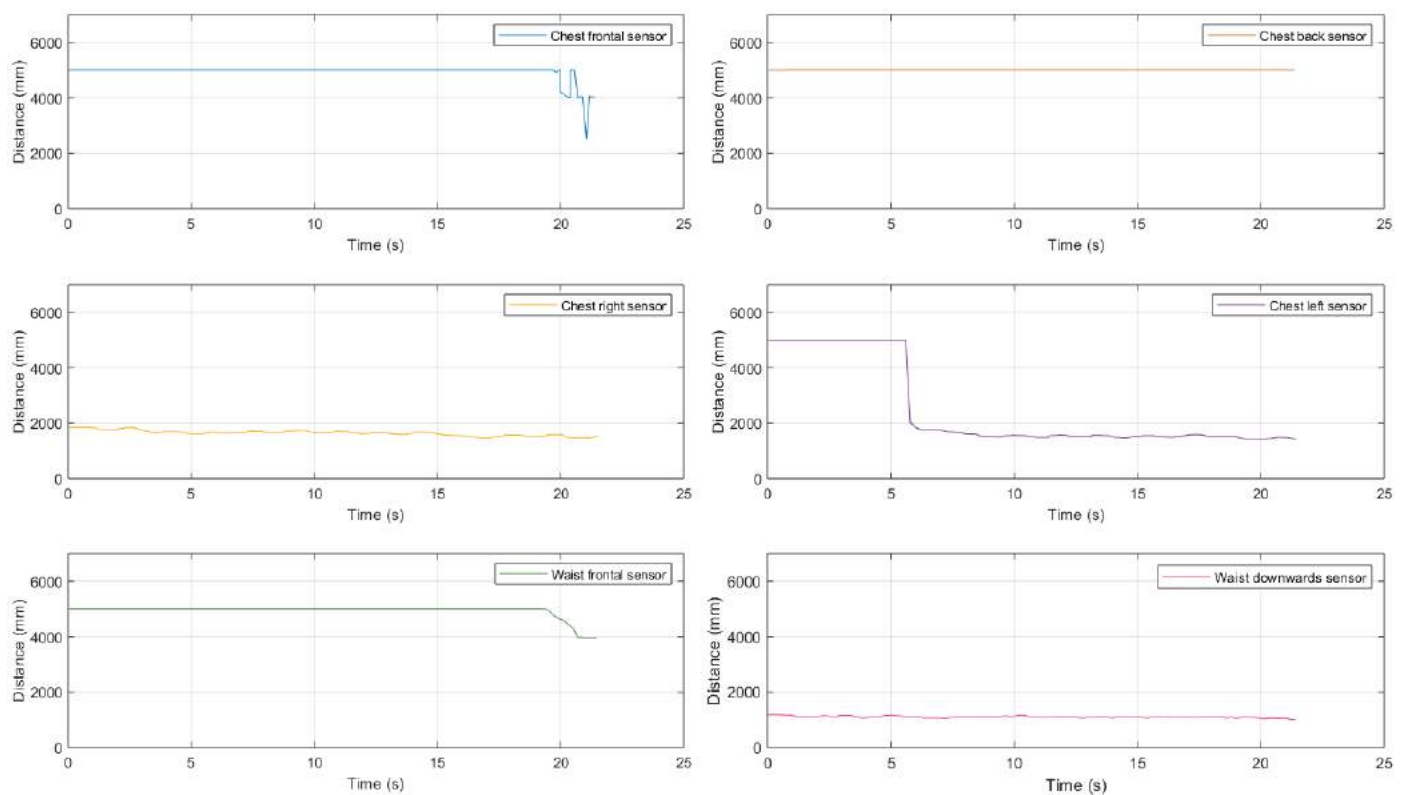 Chest frontal sensor
6000
4000
2000
0
Distance (mm)
0 5 10 15 20 25
Time (s)
Chest back sensor
6000
4000
2000
0
Distance (mm)
0 5 10 15 20 25
Time (s)
Chest right sensor
6000
4000
2000
0
Distance (mm)
0 5 10 15 20 25
Time (s)
Chest left sensor
6000
4000
2000
0
Distance (mm)
0 5 10 15 20 25
Time (s)
Waist frontal sensor
6000
4000
2000
0
Distance (mm)
0 5 10 15 20 25
Time (s)
Waist downwards sensor
6000
4000
2000
0
Distance (mm)
0 5 10 15 20 25
Time (s)